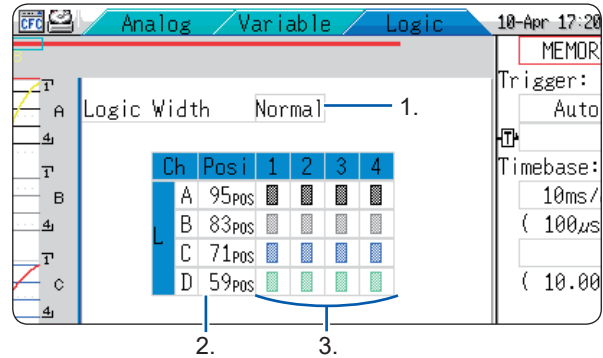 CFC Analog Variable Logic 10-Apr 17:20
MEMOR
Trigger:
A Logic Width Normal 1. Auto
T
Ch Posi 1 2 3 4 Timebase:
A 95POS 10ms/
B
B 83POS ( 100µs
L
C 71POS
D 59POS ( 10.00
C
2. 3.